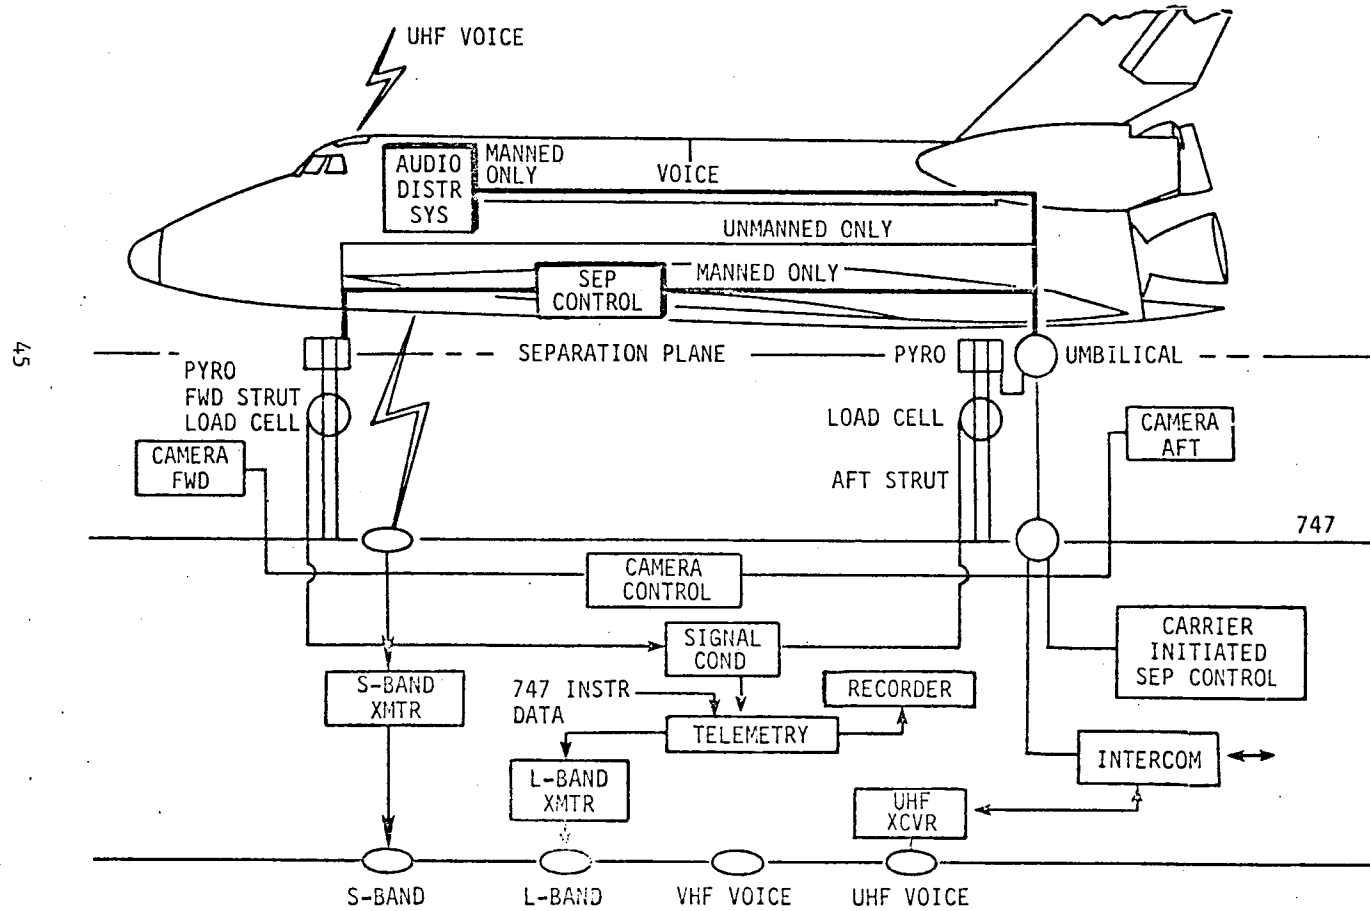 UHF VOICE
AUDIO
DISTR
SYS
MANNED
ONLY
VOICE
UNMANNED ONLY
SEP
CONTROL
MANNED ONLY
45
SEPARATION PLANE
PYRO
UMBILICAL
PYRO
FWD STRUT
LOAD CELL
LOAD CELL
CAMERA
AFT
CAMERA
FWD
AFT STRUT
747
CAMERA
CONTROL
SIGNAL
COND
CARRIER
INITIATED
SEP CONTROL
S-BAND
XMTR
747 INSTR
DATA
RECORDER
TELEMETRY
INTERCOM
L-BAND
XMTR
UHF
XCVR
S-BAND
L-BAND
VHF VOICE
UHF VOICE